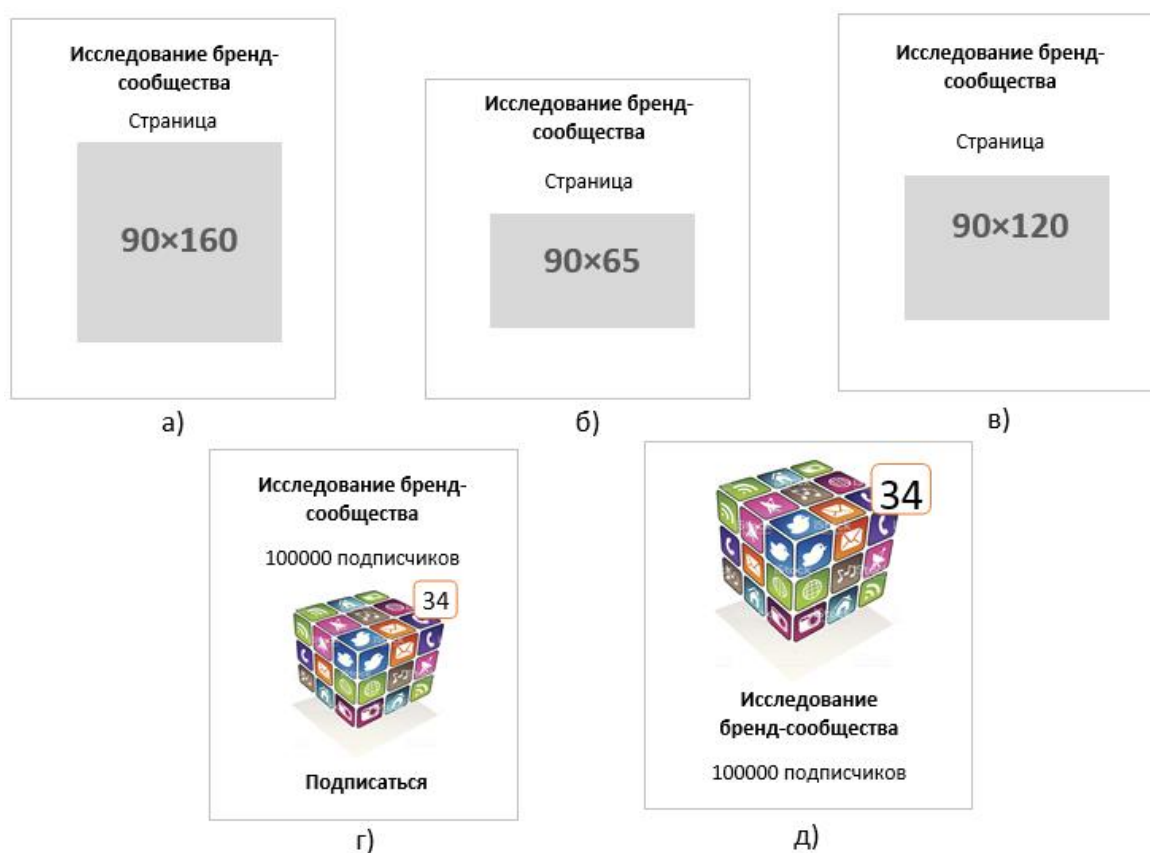 Исследование бренд-
сообщества
Страница
90×160
а)
Исследование бренд-
сообщества
Страница
90×65
б)
Исследование бренд-
сообщества
Страница
90×120
в)
Исследование бренд-
сообщества
100000 подписчиков
34
Подписаться
г)
34
Исследование
бренд-сообщества
100000 подписчиков
д)